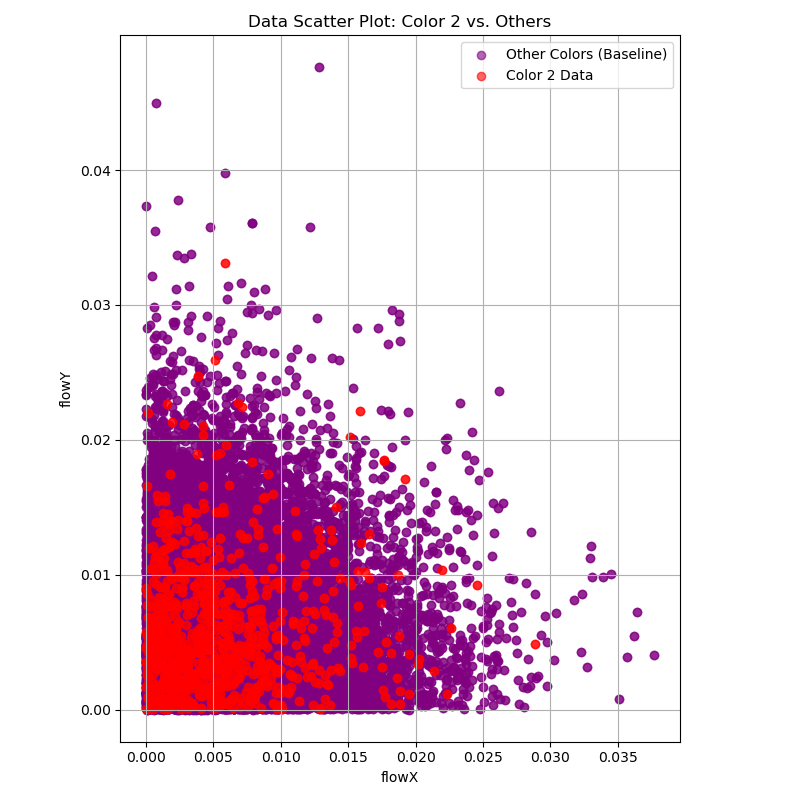 Data Scatter Plot: Color 2 vs. Others
Other Colors (Baseline)
Color 2 Data
flowY
0.04
0.03
0.02
0.01
0.00
0.000 0.005 0.010 0.015 0.020 0.025 0.030 0.035
flowX